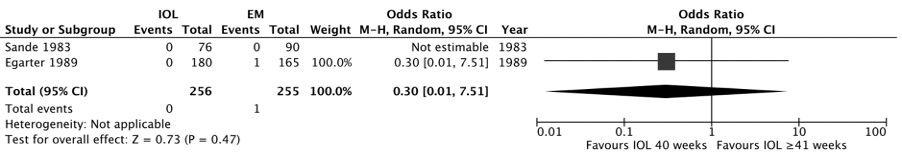 IOL EM Odds Ratio Odds Ratio
Study or Subgroup Events Total Events Total Weight M-H, Random, 95% CI Year M-H, Random, 95% CI
Sande 1983 0 76 0 90 Not estimable 1983
Egarter 1989 0 180 1 165 100.0% 0.30 [0.01, 7.51] 1989
Total (95% CI) 256 255 100.0% 0.30 [0.01, 7.51]
Total events 0 1
Heterogeneity: Not applicable
Test for overall effect: Z = 0.73 (P = 0.47)
0.01 0.1 1 10 100
Favours IOL 40 weeks Favours IOL ≥41 weeks